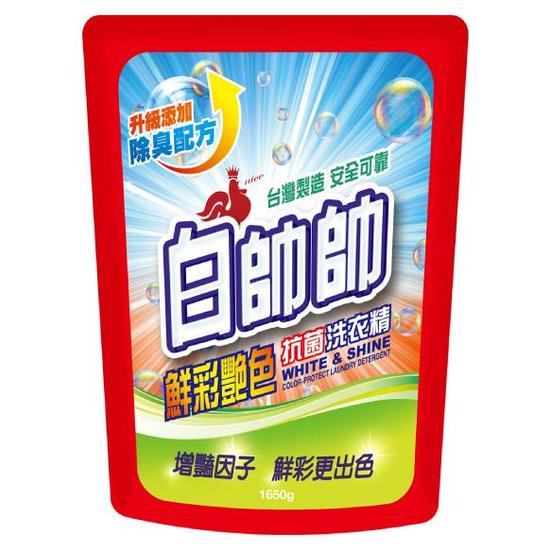 升級添加
除臭配方
nice
台灣製造 安全可靠
白帥帥
鮮彩艷色
抗菌洗衣精
WHITE & SHINE
COLOR-PROTECT LAUNDRY DETERGENT
增豔因子 鮮彩更出色
1650g